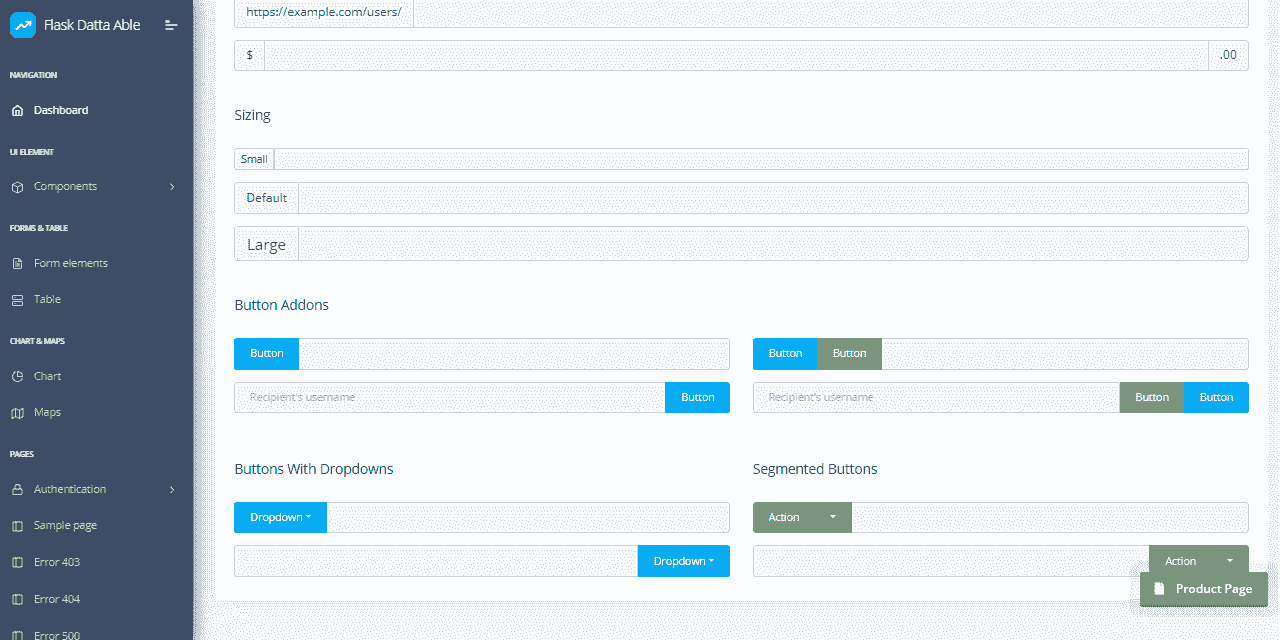 Flask Datta Able
NAVIGATION
Dashboard
UI ELEMENT
Components
FORMS & TABLE
Form elements
Table
CHART & MAPS
Chart
Maps
PAGES
Authentication
Sample page
Error 403
Error 404
Error 500
https://example.com/users/
$ .00
Sizing
Small
Default
Large
Button Addons
Button
Button Button
Recipient's username Button
Recipient's username Button Button
Buttons With Dropdowns
Segmented Buttons
Dropdown
Action
Dropdown
Action
Product Page